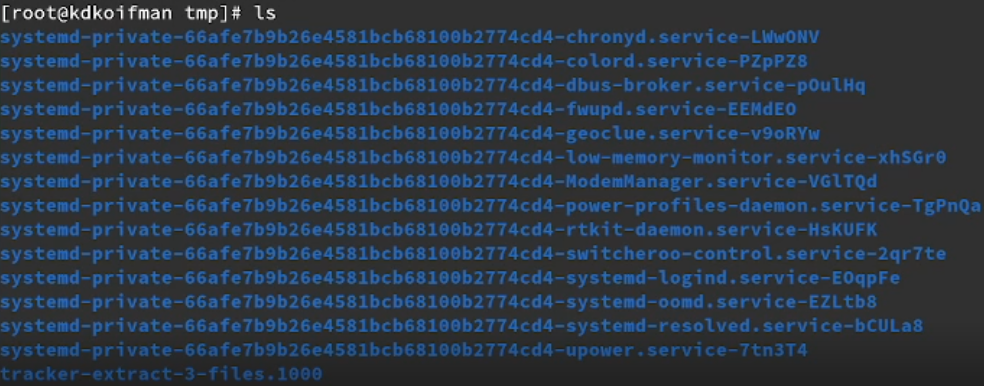 [root@kdkoifman tmp]# ls
systemd-private-66afe7b9b26e4581bcb68100b2774cd4-chronyd.service-LWwONV
systemd-private-66afe7b9b26e4581bcb68100b2774cd4-colord.service-PZpPZ8
systemd-private-66afe7b9b26e4581bcb68100b2774cd4-dbus-broker.service-pOulHq
systemd-private-66afe7b9b26e4581bcb68100b2774cd4-fwupd.service-EEMdEO
systemd-private-66afe7b9b26e4581bcb68100b2774cd4-geoclue.service-v9oRYw
systemd-private-66afe7b9b26e4581bcb68100b2774cd4-low-memory-monitor.service-xhSGr0
systemd-private-66afe7b9b26e4581bcb68100b2774cd4-ModemManager.service-VGlTQd
systemd-private-66afe7b9b26e4581bcb68100b2774cd4-power-profiles-daemon.service-TgPnQa
systemd-private-66afe7b9b26e4581bcb68100b2774cd4-rtkit-daemon.service-HsKUFK
systemd-private-66afe7b9b26e4581bcb68100b2774cd4-switcheroo-control.service-2qr7te
systemd-private-66afe7b9b26e4581bcb68100b2774cd4-systemd-logind.service-EOqpFe
systemd-private-66afe7b9b26e4581bcb68100b2774cd4-systemd-oomd.service-EZLtb8
systemd-private-66afe7b9b26e4581bcb68100b2774cd4-systemd-resolved.service-bCULa8
systemd-private-66afe7b9b26e4581bcb68100b2774cd4-upower.service-7tn3T4
tracker-extract-3-files.1000